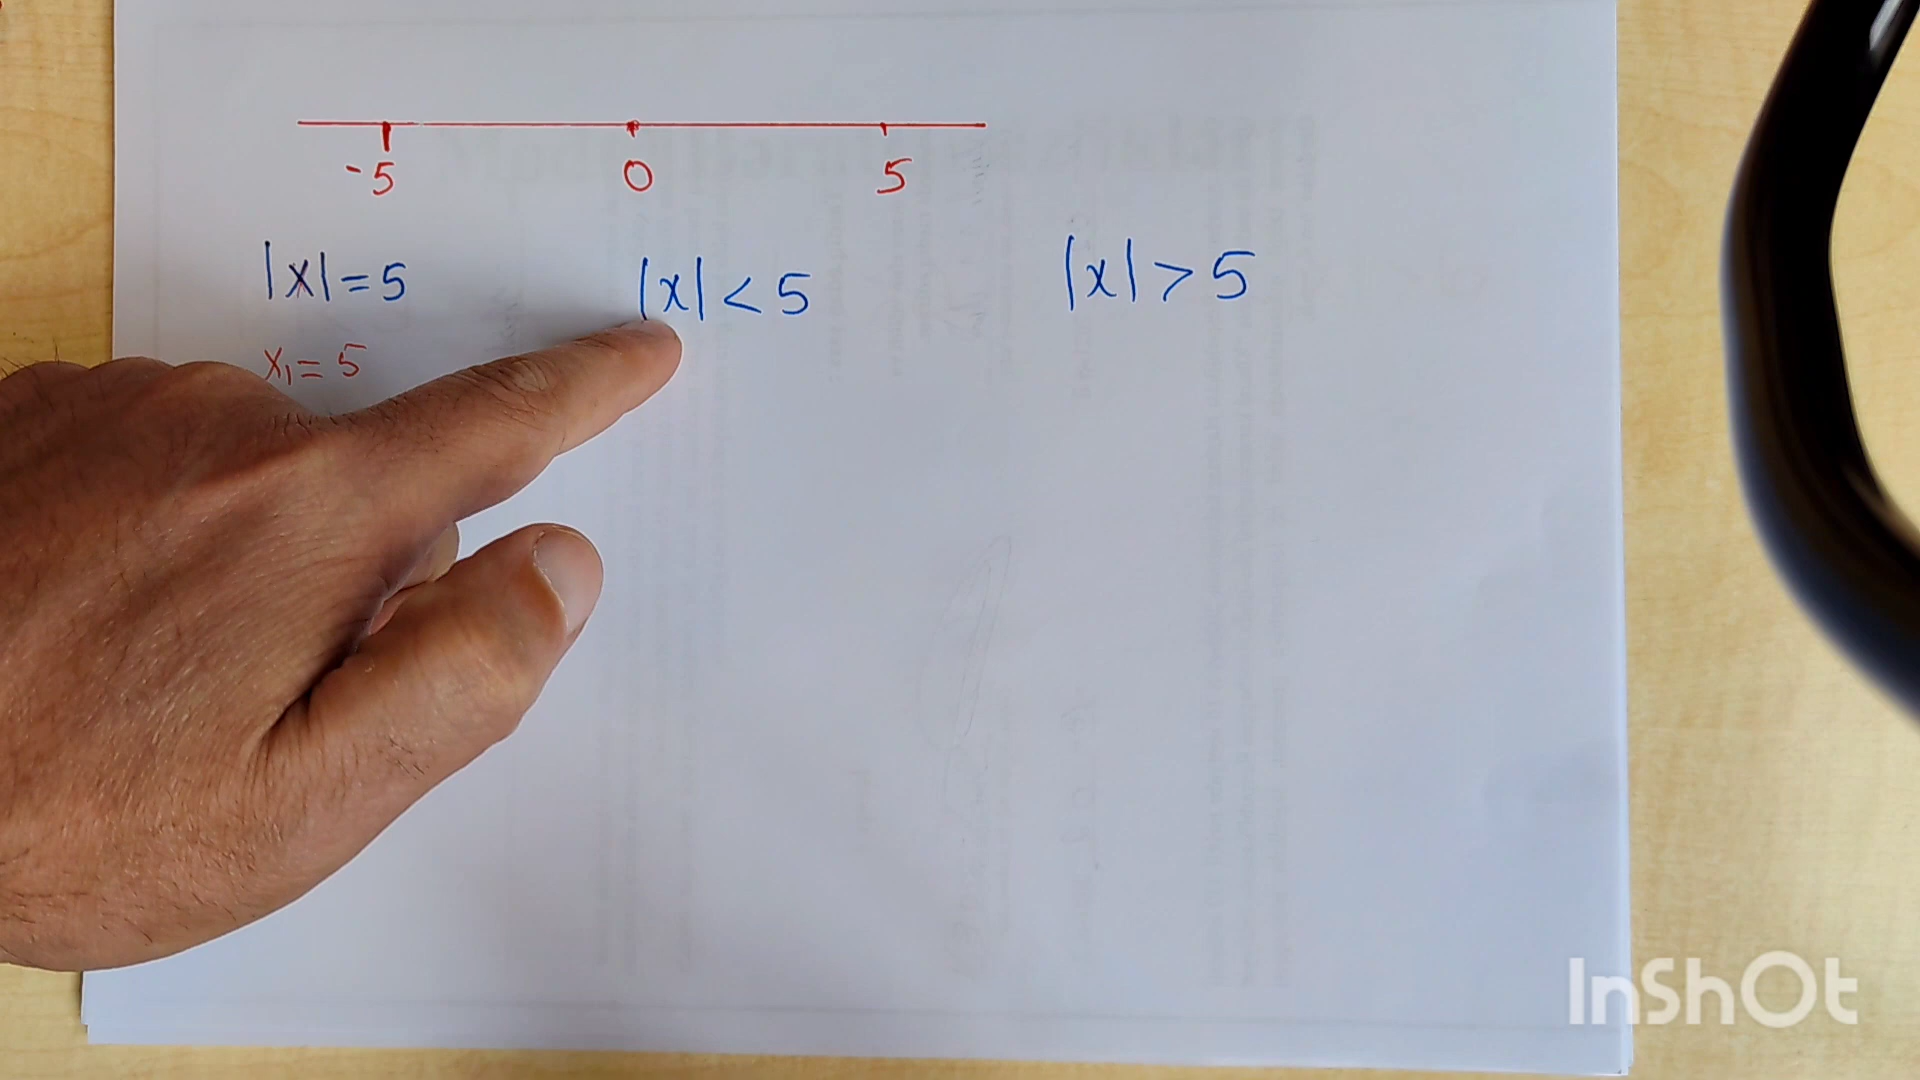 -5 0 5
|x| = 5 |x| < 5 |x| > 5
x₁ = 5
InShOt